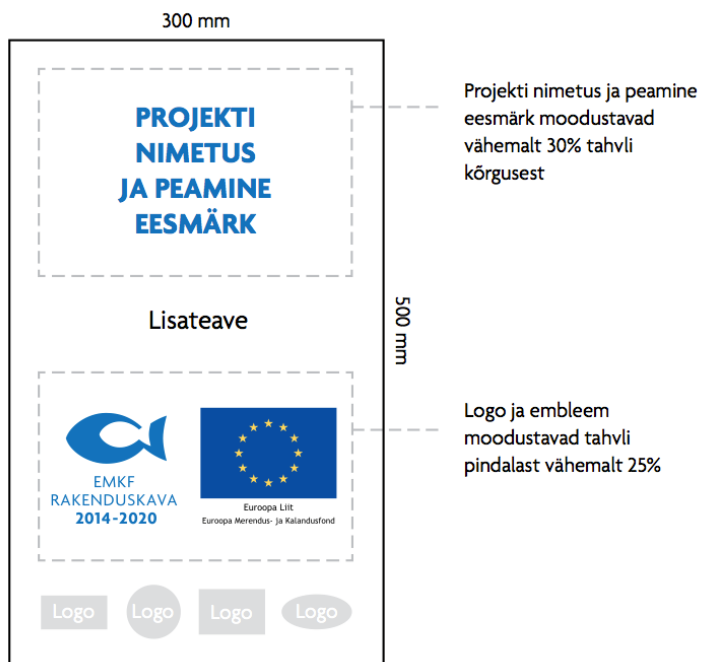 300 mm
PROJEKTI
NIMETUS
JA PEAMINE
EESMÄRK
Projekti nimetus ja peamine
eesmärk moodustavad
vähemalt 30% tahvli
kõrgusest
Lisateave
500 mm
EMKF
RAKENDUSKAVA
2014-2020
Euroopa Liit
Euroopa Merendus- ja Kalandusfond
Logo ja embleem
moodustavad tahvli
pindalast vähemalt 25%
Logo Logo Logo Logo